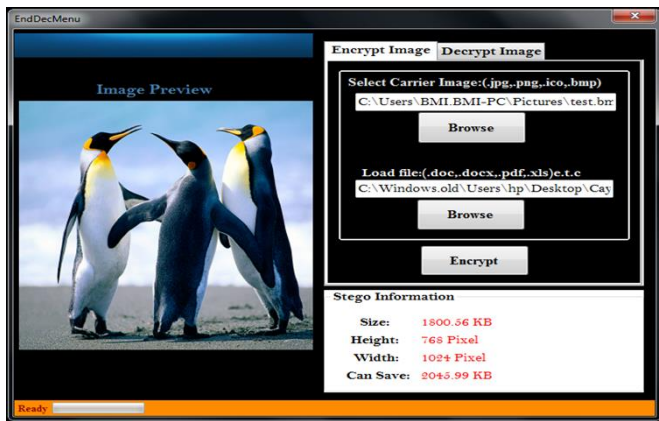 EndDecMenu
Image Preview
Encrypt Image
Decrypt Image
Select Carrier Image:(.jpg,.png,.ico,.bmp)
C:\Users\BMI.BMI-PC\Pictures\test.bm
Browse
Load file:(.doc,.docx,.pdf,.xls)e.t.c
C:\Windows.old\Users\hp\Desktop\Cay
Browse
Encrypt
Stego Information
Size: 1800.56 KB
Height: 768 Pixel
Width: 1024 Pixel
Can Save: 2045.99 KB
Ready